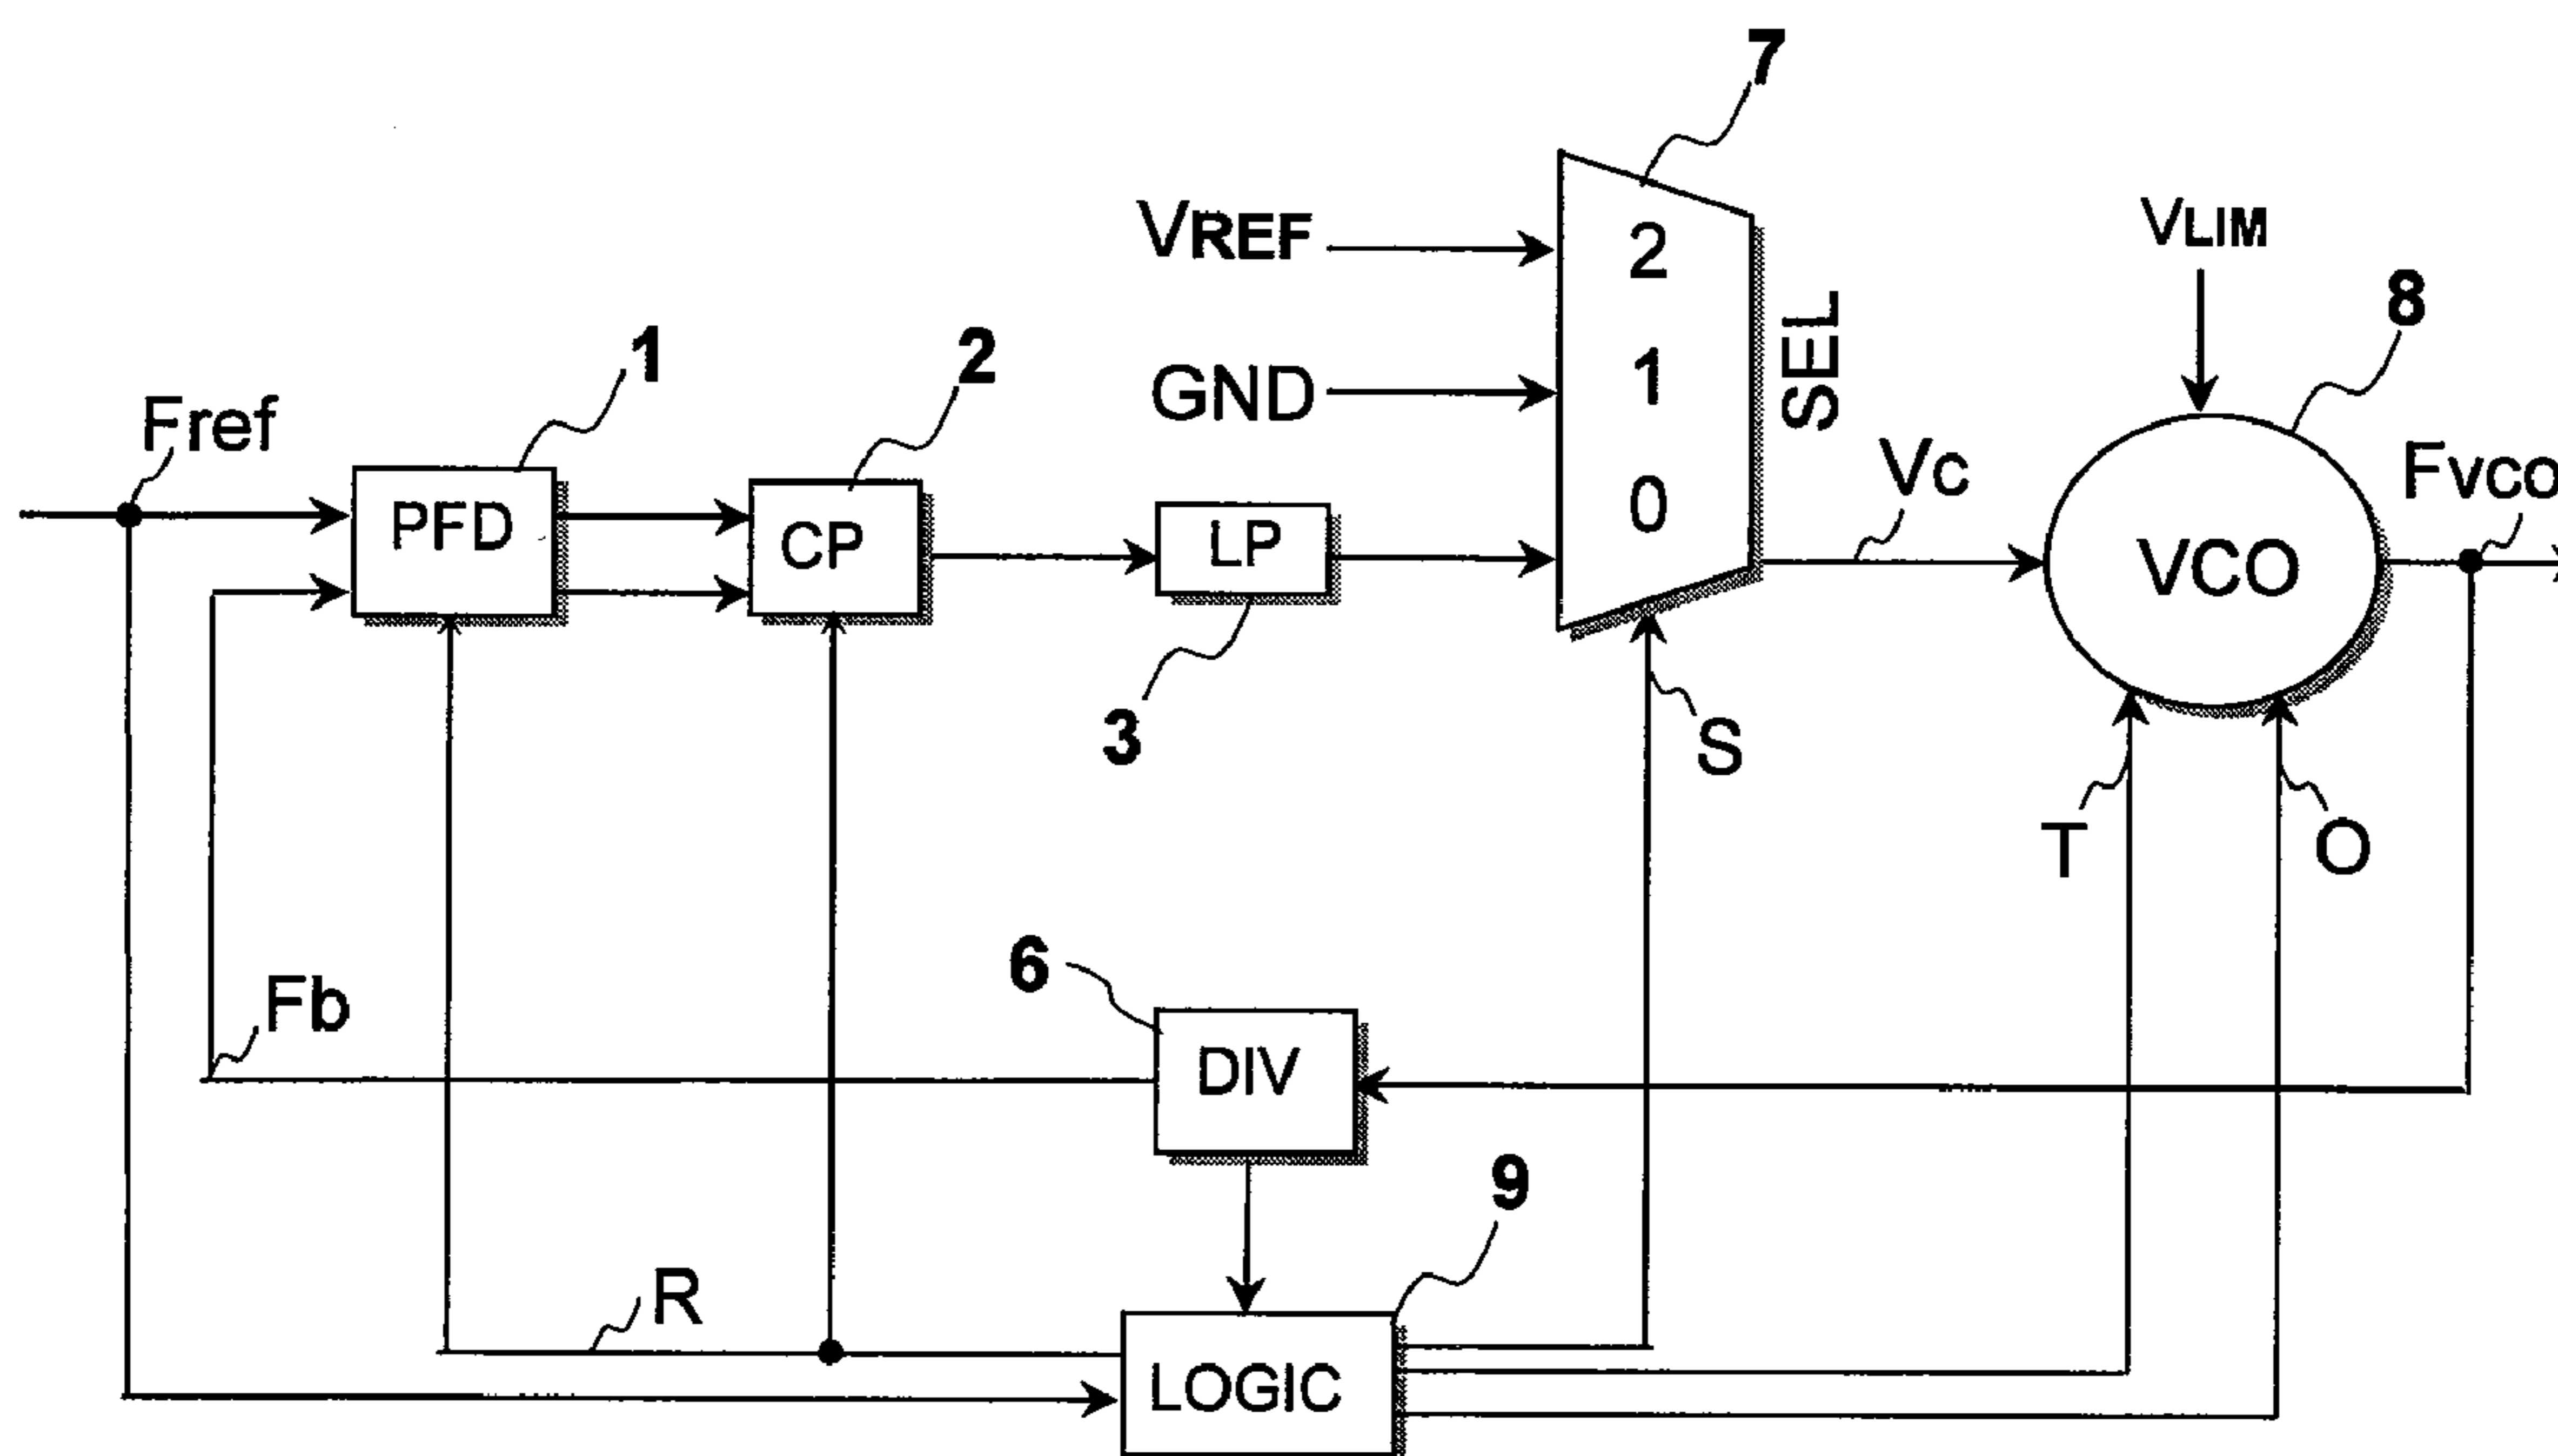 7
VREF
2
VLIM
8
1
2
GND
1
SEL
Fref
PFD
CP
LP
0
Vc
VCO
Fvco
3
S
T
O
6
Fb
DIV
9
R
LOGIC